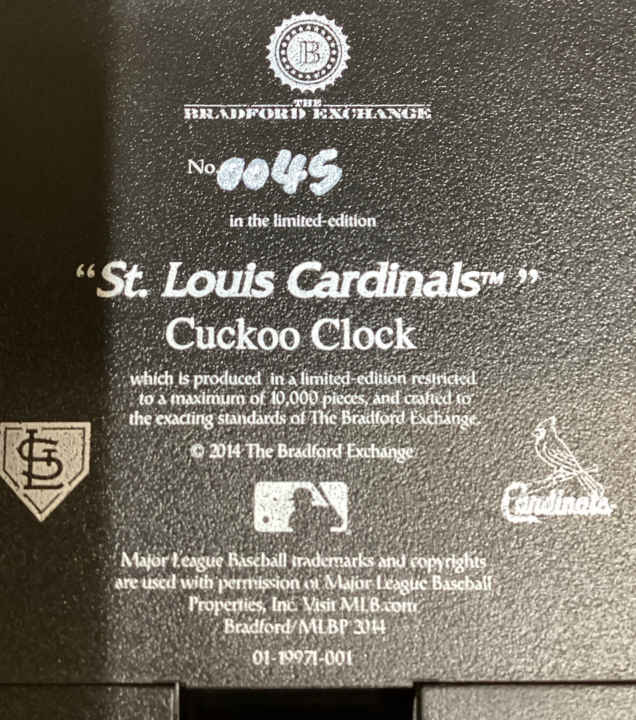 B
THE
BRADFORD EXCHANGE
No. 0045
in the limited-edition
“St. Louis Cardinals™”
Cuckoo Clock
which is produced in a limited-edition restricted
to a maximum of 10,000 pieces, and crafted to
the exacting standards of The Bradford Exchange.
© 2014 The Bradford Exchange
STL
Cardinals
Major League Baseball trademarks and copyrights
are used with permission of Major League Baseball
Properties, Inc. Visit MLB.com
Bradford/MLBP 2014
01-19971-001